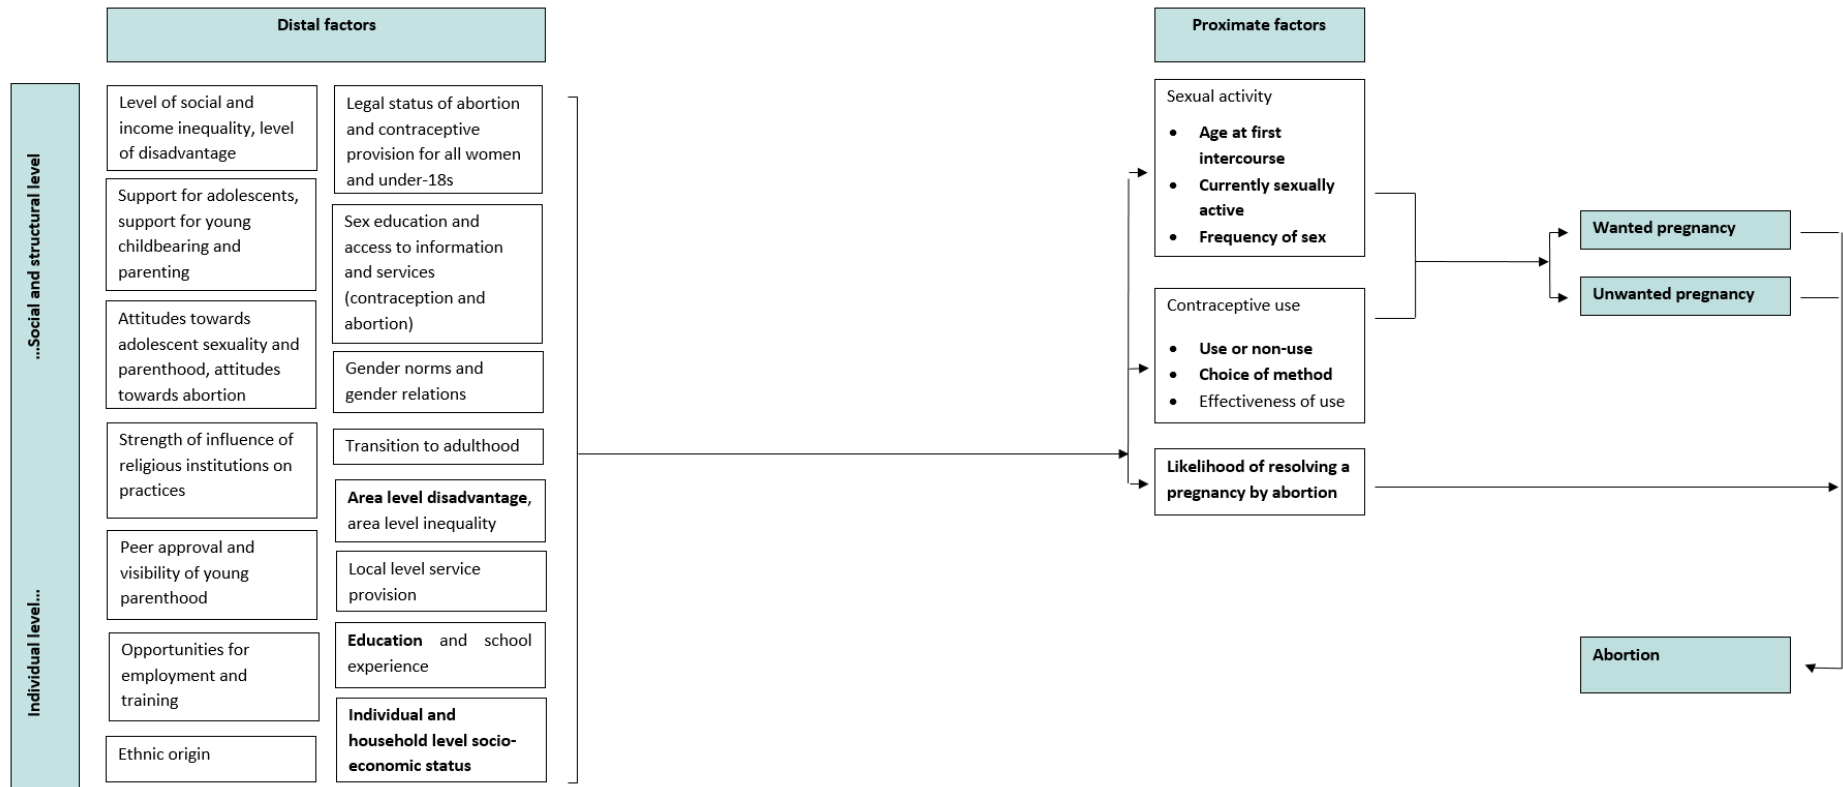 Distal factors
Proximate factors
...Social and structural level
Individual level...
Level of social and
income inequality, level
of disadvantage
Support for adolescents,
support for young
childbearing and
parenting
Attitudes towards
adolescent sexuality and
parenthood, attitudes
towards abortion
Strength of influence of
religious institutions on
practices
Peer approval and
visibility of young
parenthood
Opportunities for
employment and
training
Ethnic origin
Legal status of abortion
and contraceptive
provision for all women
and under-18s
Sex education and
access to information
and services
(contraception and
abortion)
Gender norms and
gender relations
Transition to adulthood
Area level disadvantage,
area level inequality
Local level service
provision
Education and school
experience
Individual and
household level socio-
economic status
Sexual activity
• Age at first
intercourse
• Currently sexually
active
• Frequency of sex
Contraceptive use
• Use or non-use
• Choice of method
• Effectiveness of use
Likelihood of resolving a
pregnancy by abortion
Wanted pregnancy
Unwanted pregnancy
Abortion